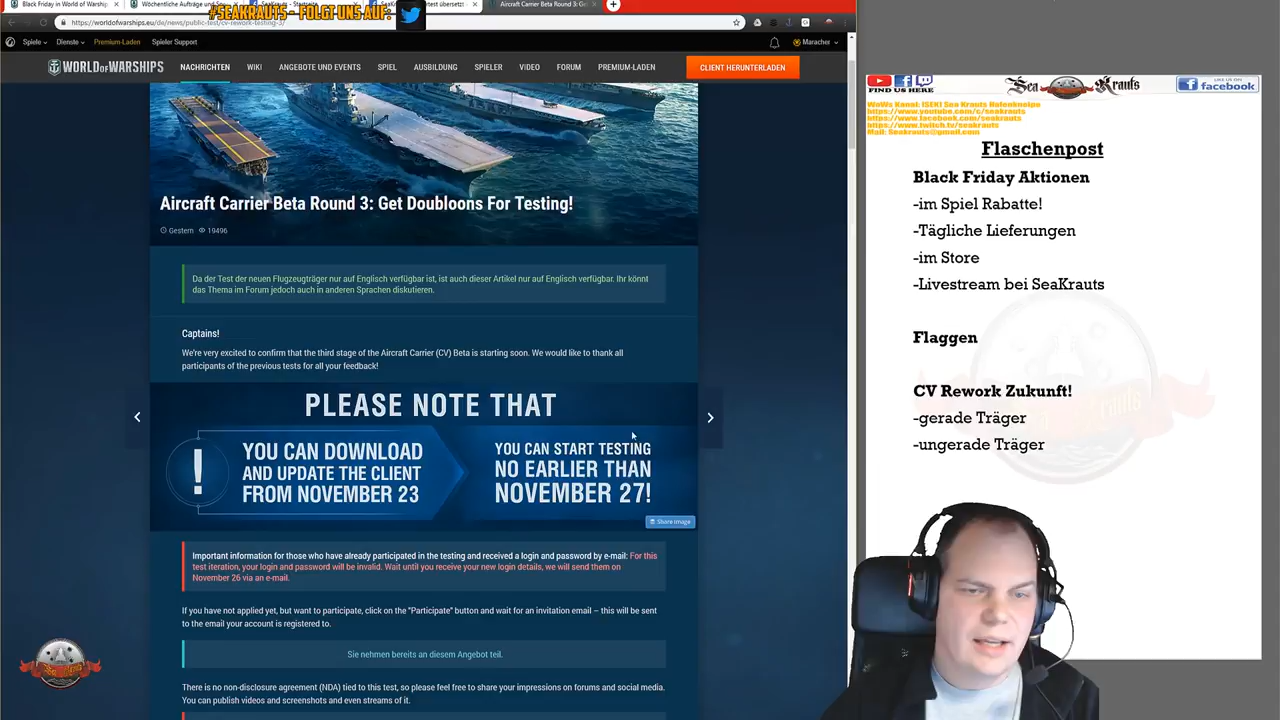 Black Friday in World of Warship
Wöchentliche Aufträge und
SeaKrauts - Startseite
Aircraft Carrier Beta Round 3: G
#SEAKRAUTS - FOLGT UNS AUF:
https://worldofwarships.eu/de/news/public-test/cv-rework-testing-3/
Spiele
Dienste
Premium-Laden
Spieler Support
Maracher
WORLD OF WARSHIPS
NACHRICHTEN
WIKI
ANGEBOTE UND EVENTS
SPIEL
AUSBILDUNG
SPIELER
VIDEO
FORUM
PREMIUM-LADEN
CLIENT HERUNTERLADEN
Aircraft Carrier Beta Round 3: Get Doubloons For Testing!
Gestern 19496
Da der Test der neuen Flugzeugträger nur auf Englisch verfügbar ist, ist auch dieser Artikel nur auf Englisch verfügbar. Ihr könnt
das Thema im Forum jedoch auch in anderen Sprachen diskutieren.
Captains!
We're very excited to confirm that the third stage of the Aircraft Carrier (CV) Beta is starting soon. We would like to thank all
participants of the previous tests for all your feedback!
PLEASE NOTE THAT
!
YOU CAN DOWNLOAD
AND UPDATE THE CLIENT
FROM NOVEMBER 23
YOU CAN START TESTING
NO EARLIER THAN
NOVEMBER 27!
Share image
Important information for those who have already participated in the testing and received a login and password by e-mail: For this
test iteration, your login and password will be invalid. Wait until you receive your new login details, we will send them on
November 26 via an e-mail.
If you have not applied yet, but want to participate, click on the "Participate" button and wait for an invitation email – this will be sent
to the email your account is registered to.
Sie nehmen bereits an diesem Angebot teil.
There is no non-disclosure agreement (NDA) tied to this test, so please feel free to share your impressions on forums and social media.
You can publish videos and screenshots and even streams of it.
FIND US HERE
Sea Krauts
facebook
WoWs Kanal: [SEK] Sea Krauts Hafenkneipe
https://www.youtube.com/c/seakrauts
https://www.facebook.com/seakrauts
https://www.twitch.tv/seakrauts
Mail: Seakrauts@gmail.com
Flaschenpost
Black Friday Aktionen
-im Spiel Rabatte!
-Tägliche Lieferungen
-im Store
-Livestream bei SeaKrauts
Flaggen
CV Rework Zukunft!
-gerade Träger
-ungerade Träger